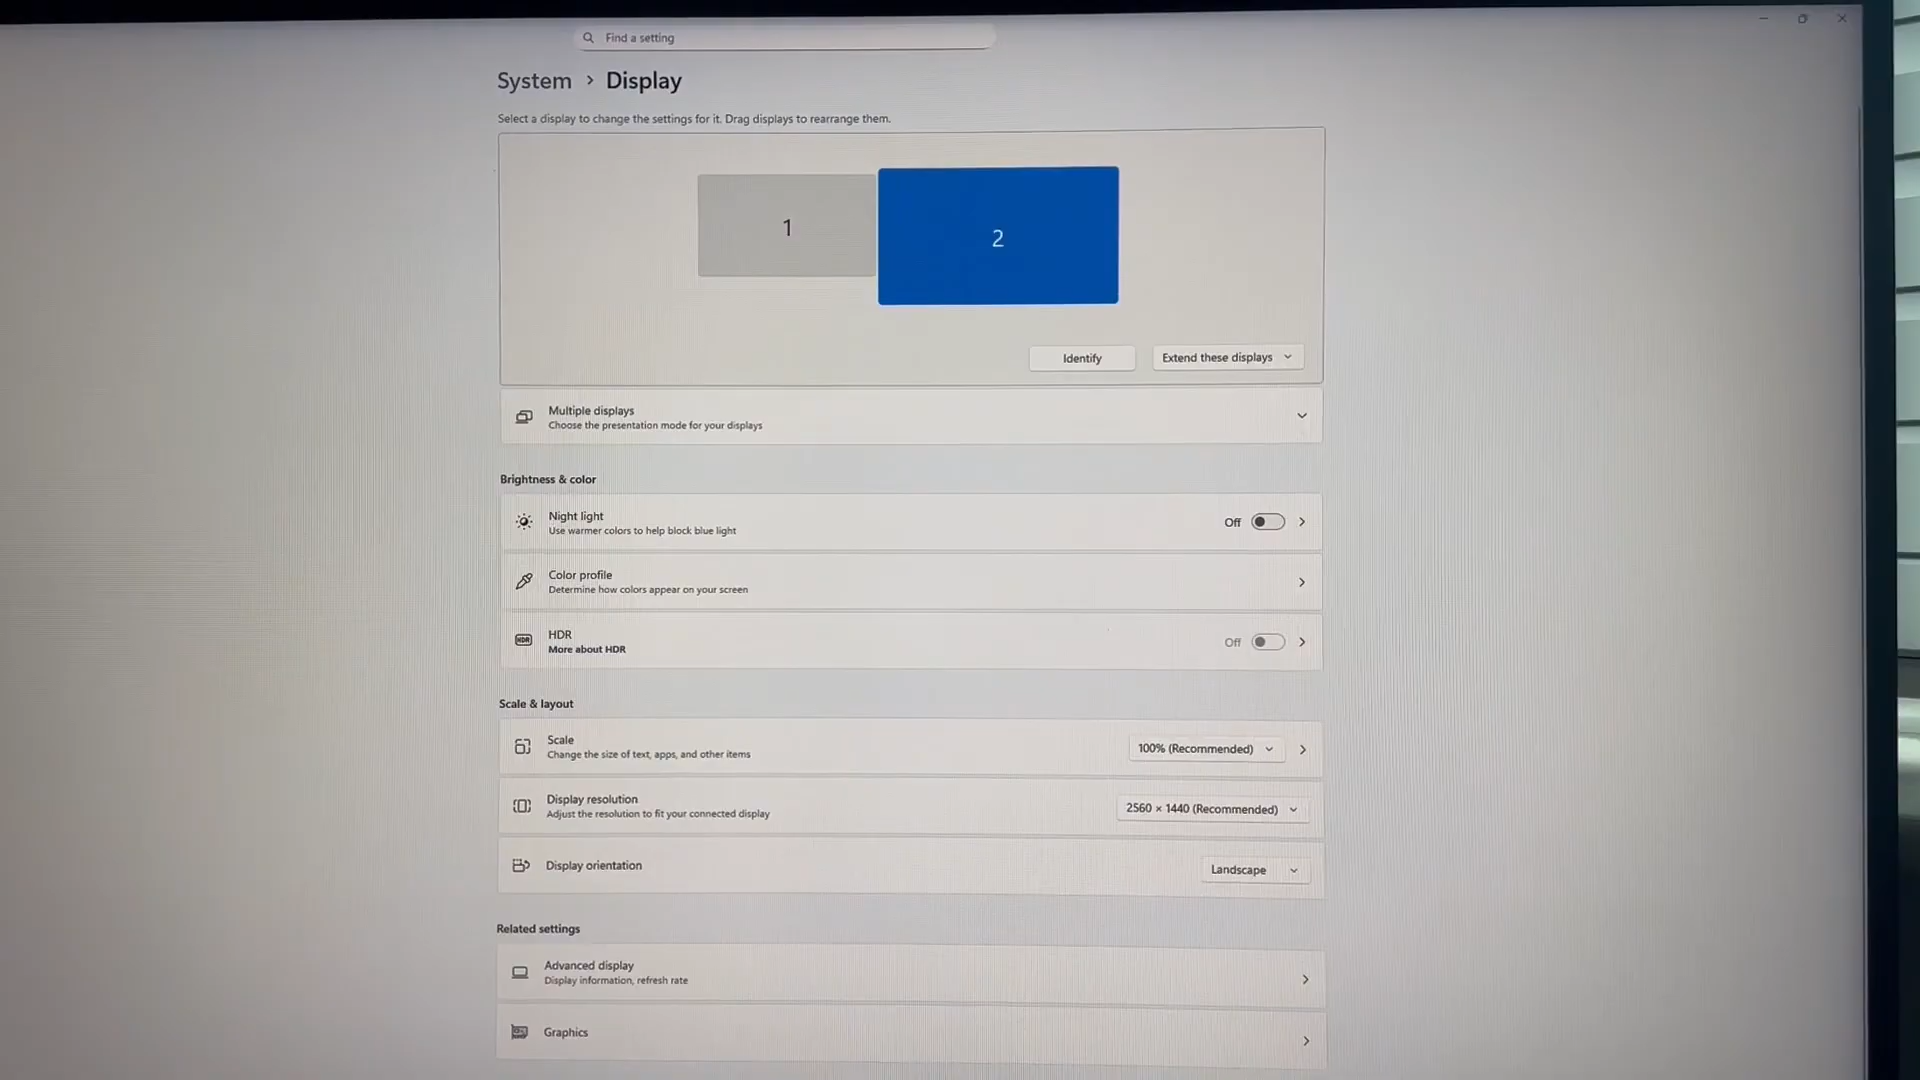 Find a setting
System > Display
Select a display to change the settings for it. Drag displays to rearrange them.
1
2
Identify
Extend these displays
Multiple displays
Choose the presentation mode for your displays
Brightness & color
Night light
Use warmer colors to help block blue light
Off
Color profile
Determine how colors appear on your screen
HDR
HDR
More about HDR
Off
Scale & layout
Scale
Change the size of text, apps, and other items
100% (Recommended)
Display resolution
Adjust the resolution to fit your connected display
2560 × 1440 (Recommended)
Display orientation
Landscape
Related settings
Advanced display
Display information, refresh rate
Graphics